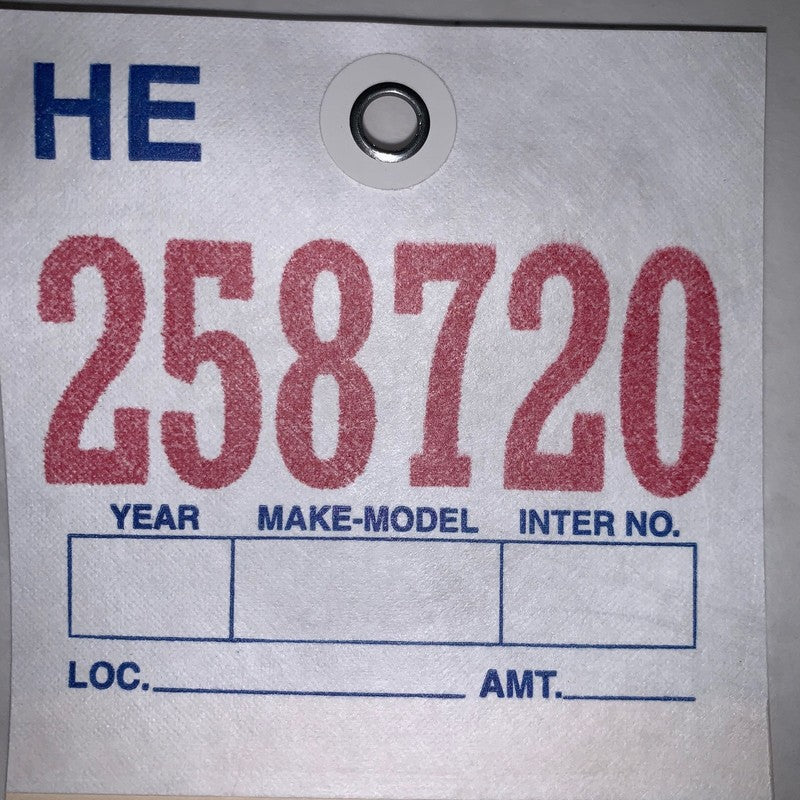 HE
258720
YEAR MAKE-MODEL INTER NO.
LOC. AMT.